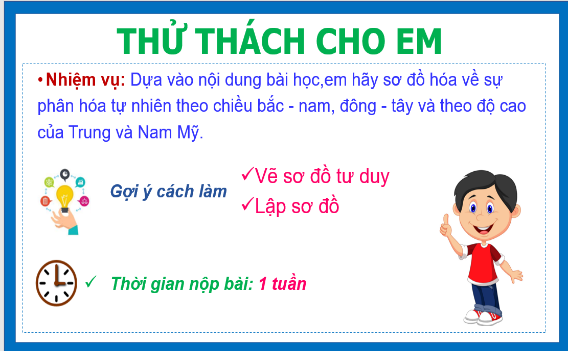 THỬ THÁCH CHO EM
•Nhiệm vụ: Dựa vào nội dung bài học,em hãy sơ đồ hóa về sự
phân hóa tự nhiên theo chiều bắc - nam, đông - tây và theo độ cao
của Trung và Nam Mỹ.
Gợi ý cách làm
✓Vẽ sơ đồ tư duy
✓Lập sơ đồ
✓ Thời gian nộp bài: 1 tuần